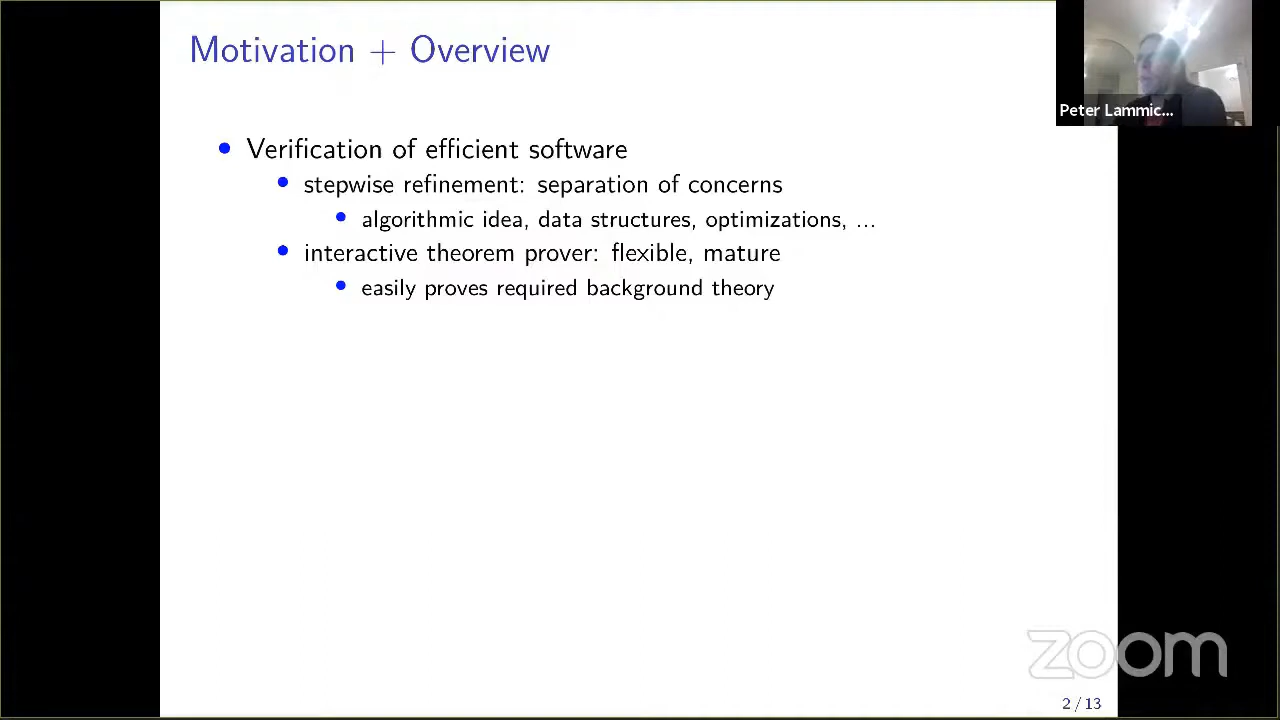 Motivation + Overview
Peter Lammic...
Verification of efficient software
stepwise refinement: separation of concerns
algorithmic idea, data structures, optimizations, ...
interactive theorem prover: flexible, mature
easily proves required background theory
zoom
2 / 13